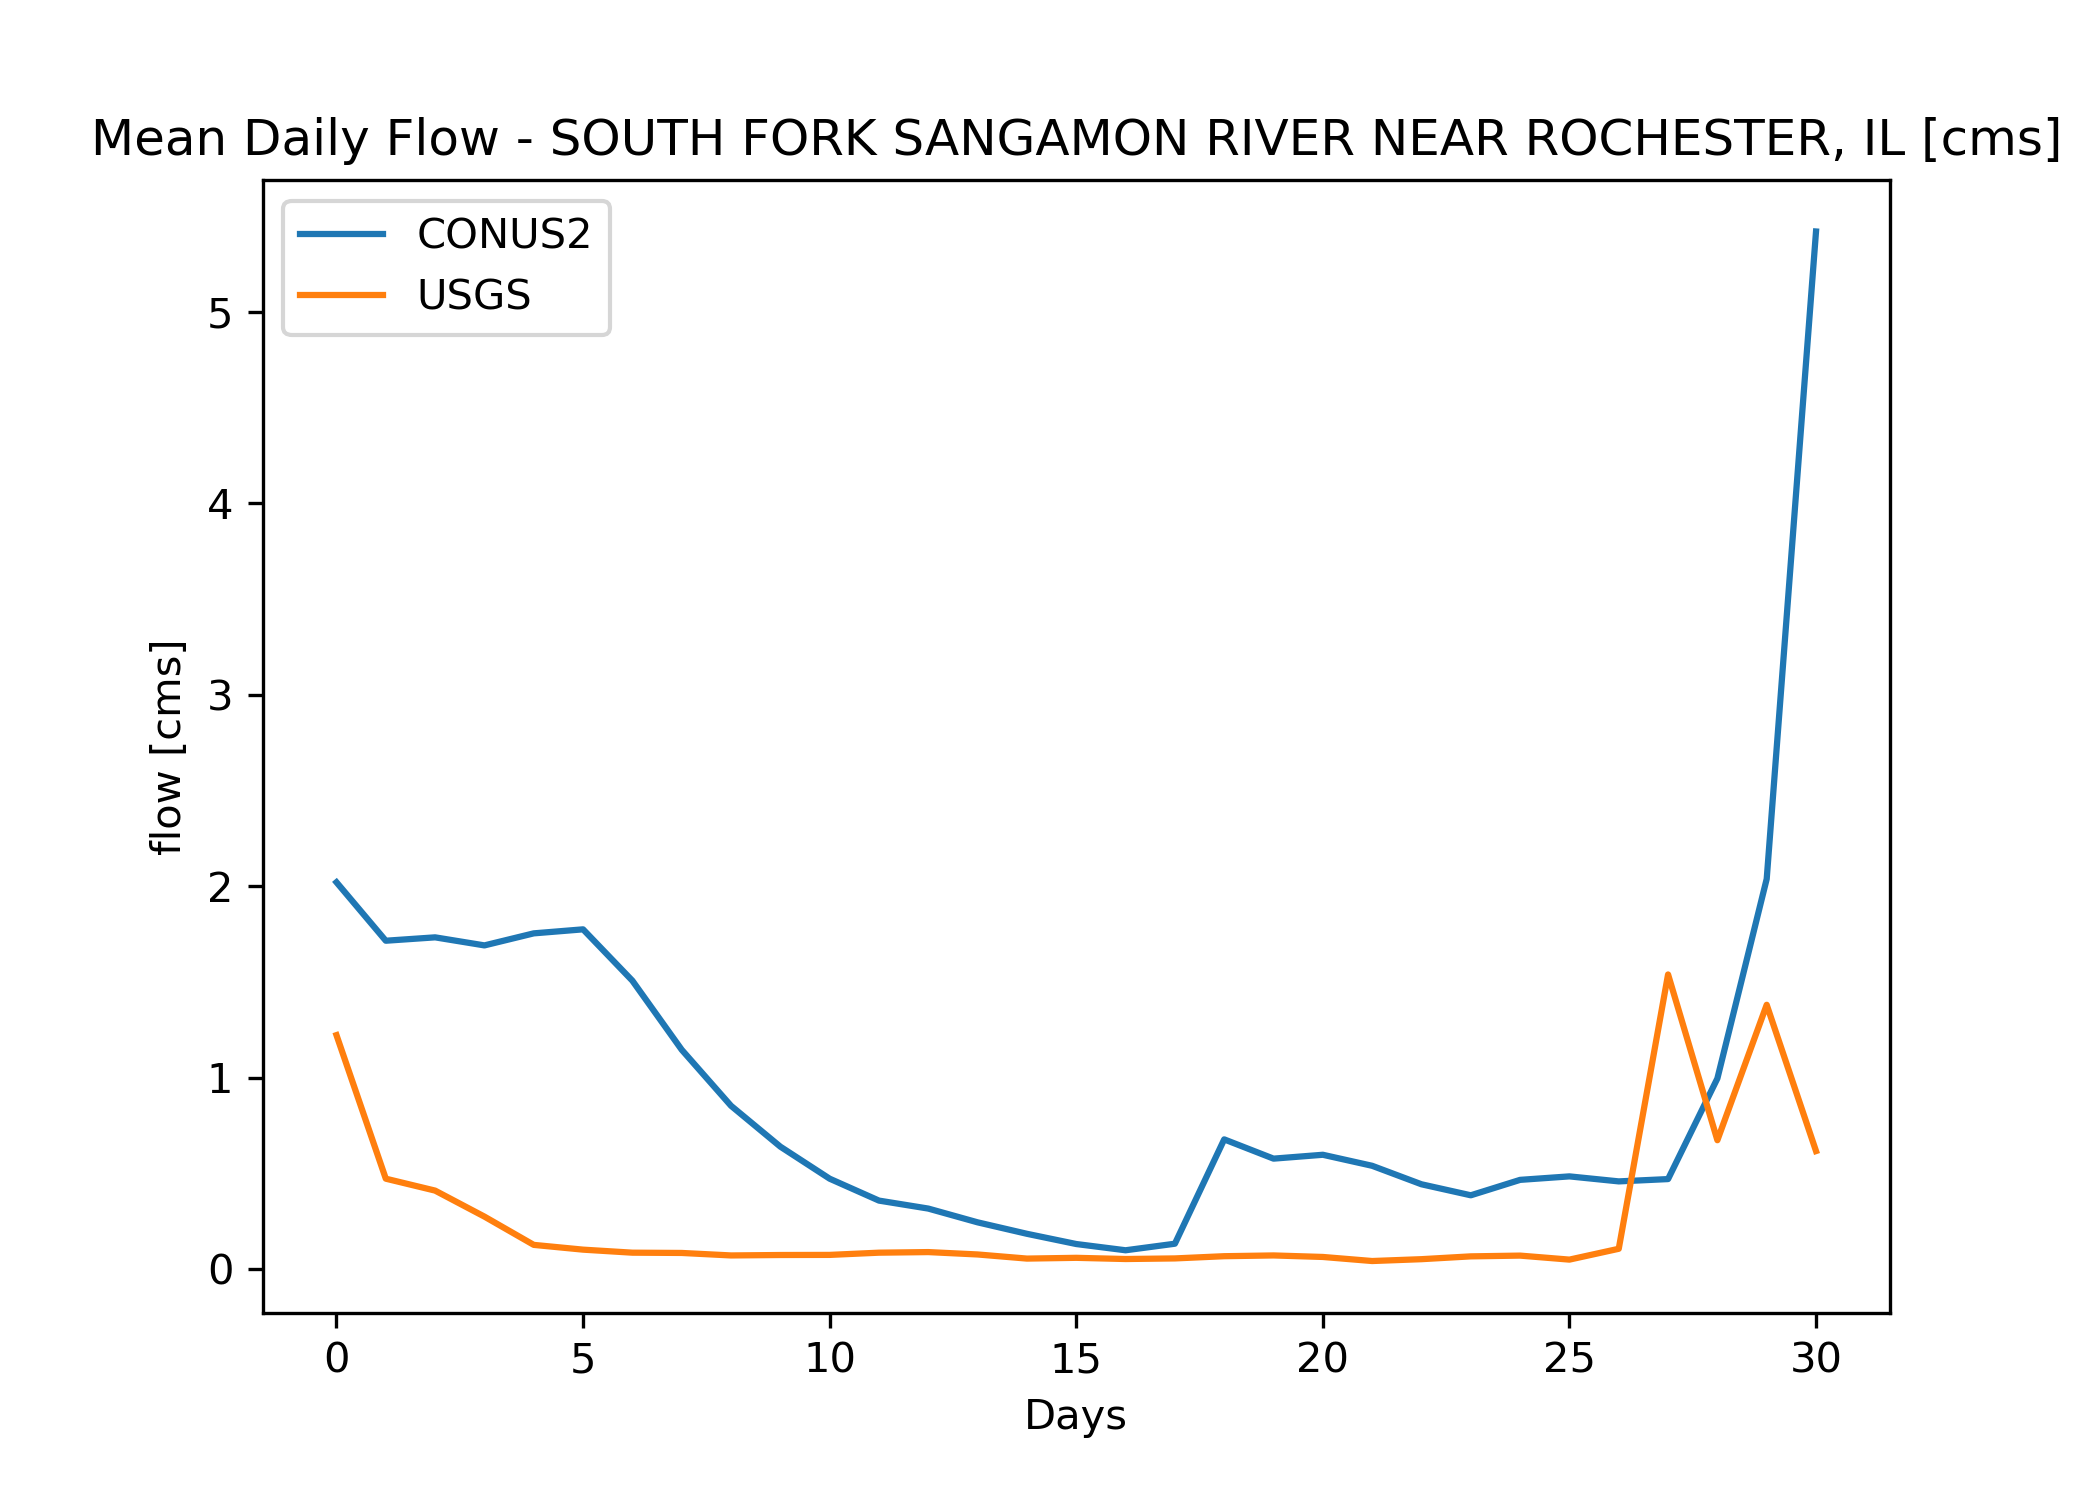 Mean Daily Flow - SOUTH FORK SANGAMON RIVER NEAR ROCHESTER, IL [cms]
CONUS2
USGS
5
4
3
2
1
0
flow [cms]
0 5 10 15 20 25 30
Days